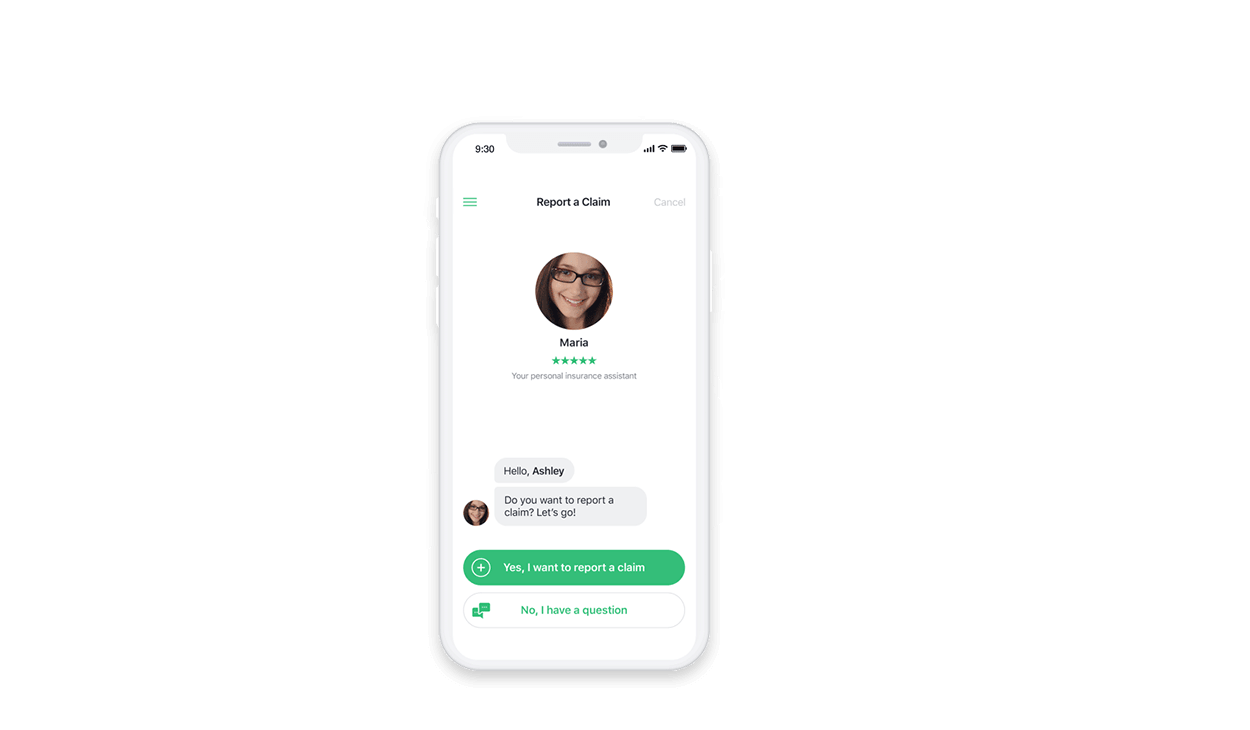 9:30
Report a Claim
Cancel
Maria
Your personal insurance assistant
Hello, Ashley
Do you want to report a
claim? Let's go!
Yes, I want to report a claim
No, I have a question